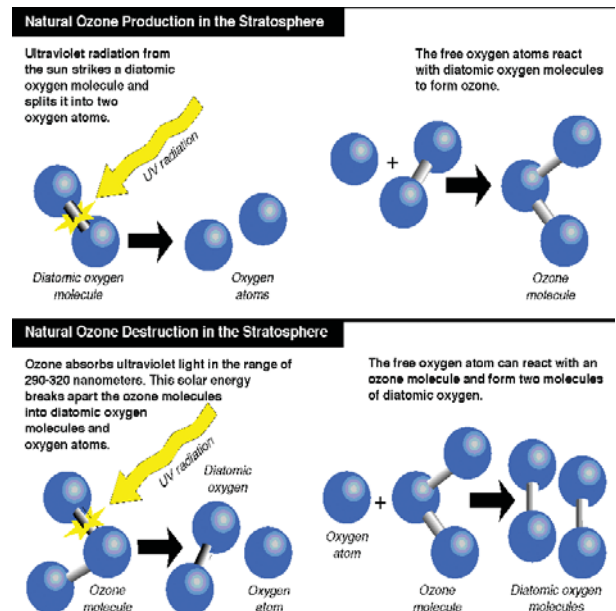 Natural Ozone Production in the Stratosphere
Ultraviolet radiation from
the sun strikes a diatomic
oxygen molecule and
splits it into two
oxygen atoms.
UV radiation
Diatomic oxygen
molecule
Oxygen
atoms
The free oxygen atoms react
with diatomic oxygen molecules
to form ozone.
+
Ozone
molecule
Natural Ozone Destruction in the Stratosphere
Ozone absorbs ultraviolet light in the range of
290-320 nanometers. This solar energy
breaks apart the ozone molecules
into diatomic oxygen
molecules and
oxygen atoms.
UV radiation
Diatomic
oxygen
Ozone
molecule
Oxygen
atom
The free oxygen atom can react with an
ozone molecule and form two molecules
of diatomic oxygen.
+
Oxygen
atom
Ozone
molecule
Diatomic oxygen
molecules